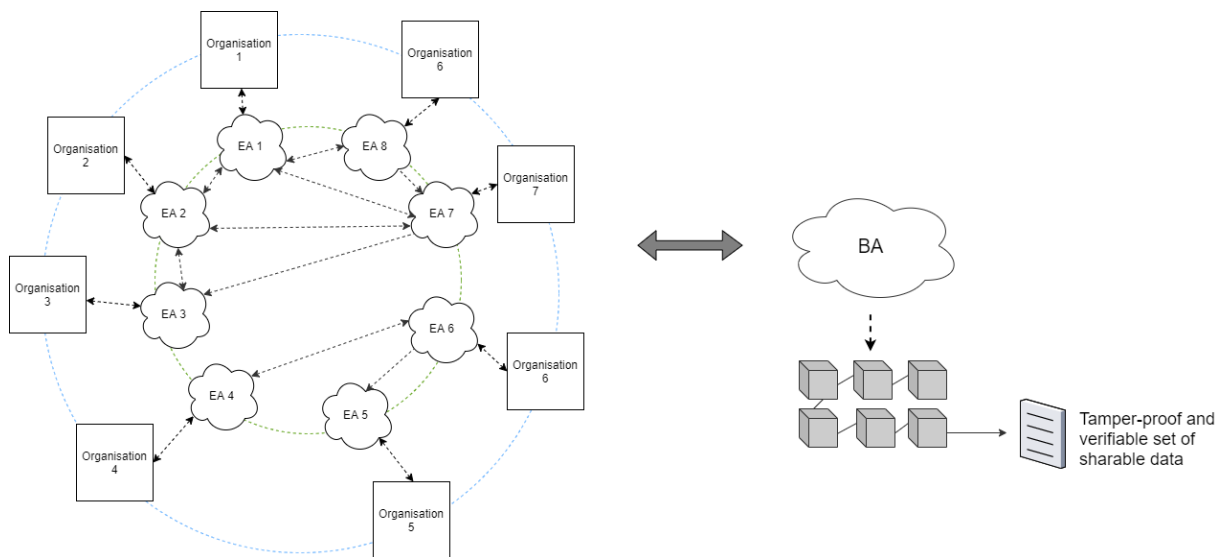 Organisation
1
Organisation
6
Organisation
2
EA 1
EA 8
Organisation
7
EA 2
EA 7
BA
Organisation
3
EA 3
EA 6
Organisation
6
EA 4
EA 5
Organisation
4
Organisation
5
Tamper-proof and
verifiable set of
sharable data